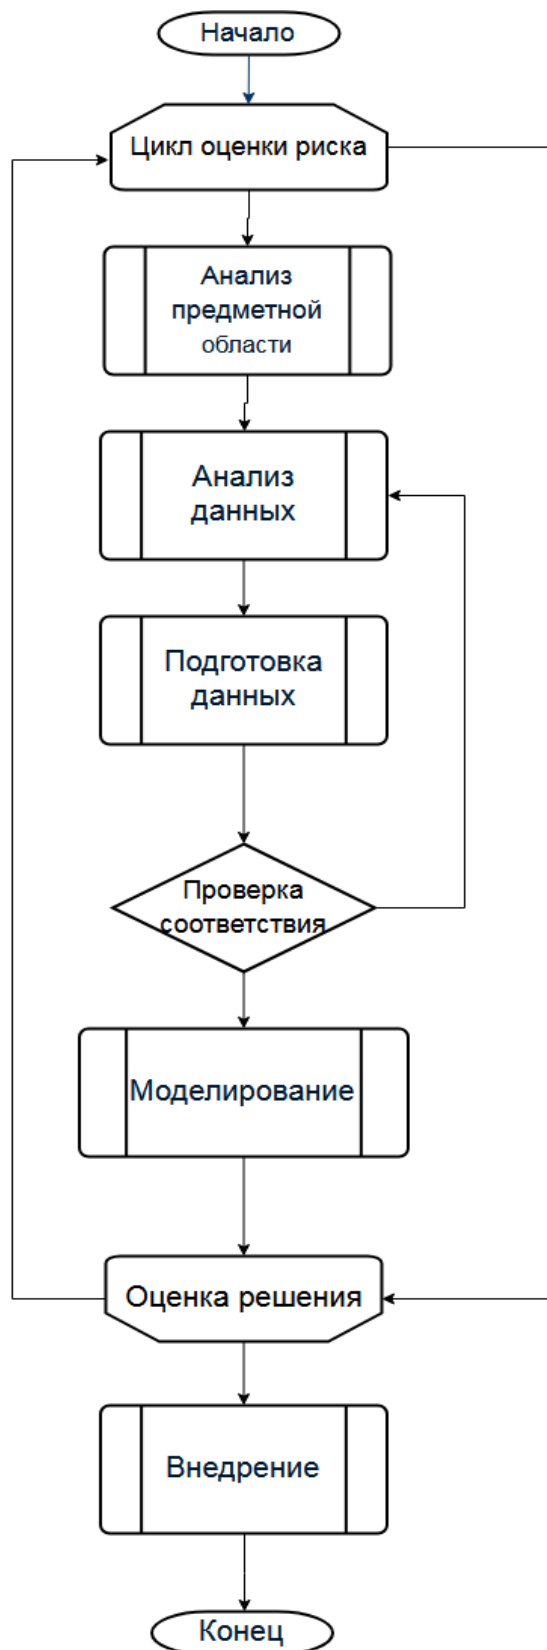 Начало
Цикл оценки риска
Анализ
предметной
области
Анализ
данных
Подготовка
данных
Проверка
соответствия
Моделирование
Оценка решения
Внедрение
Конец